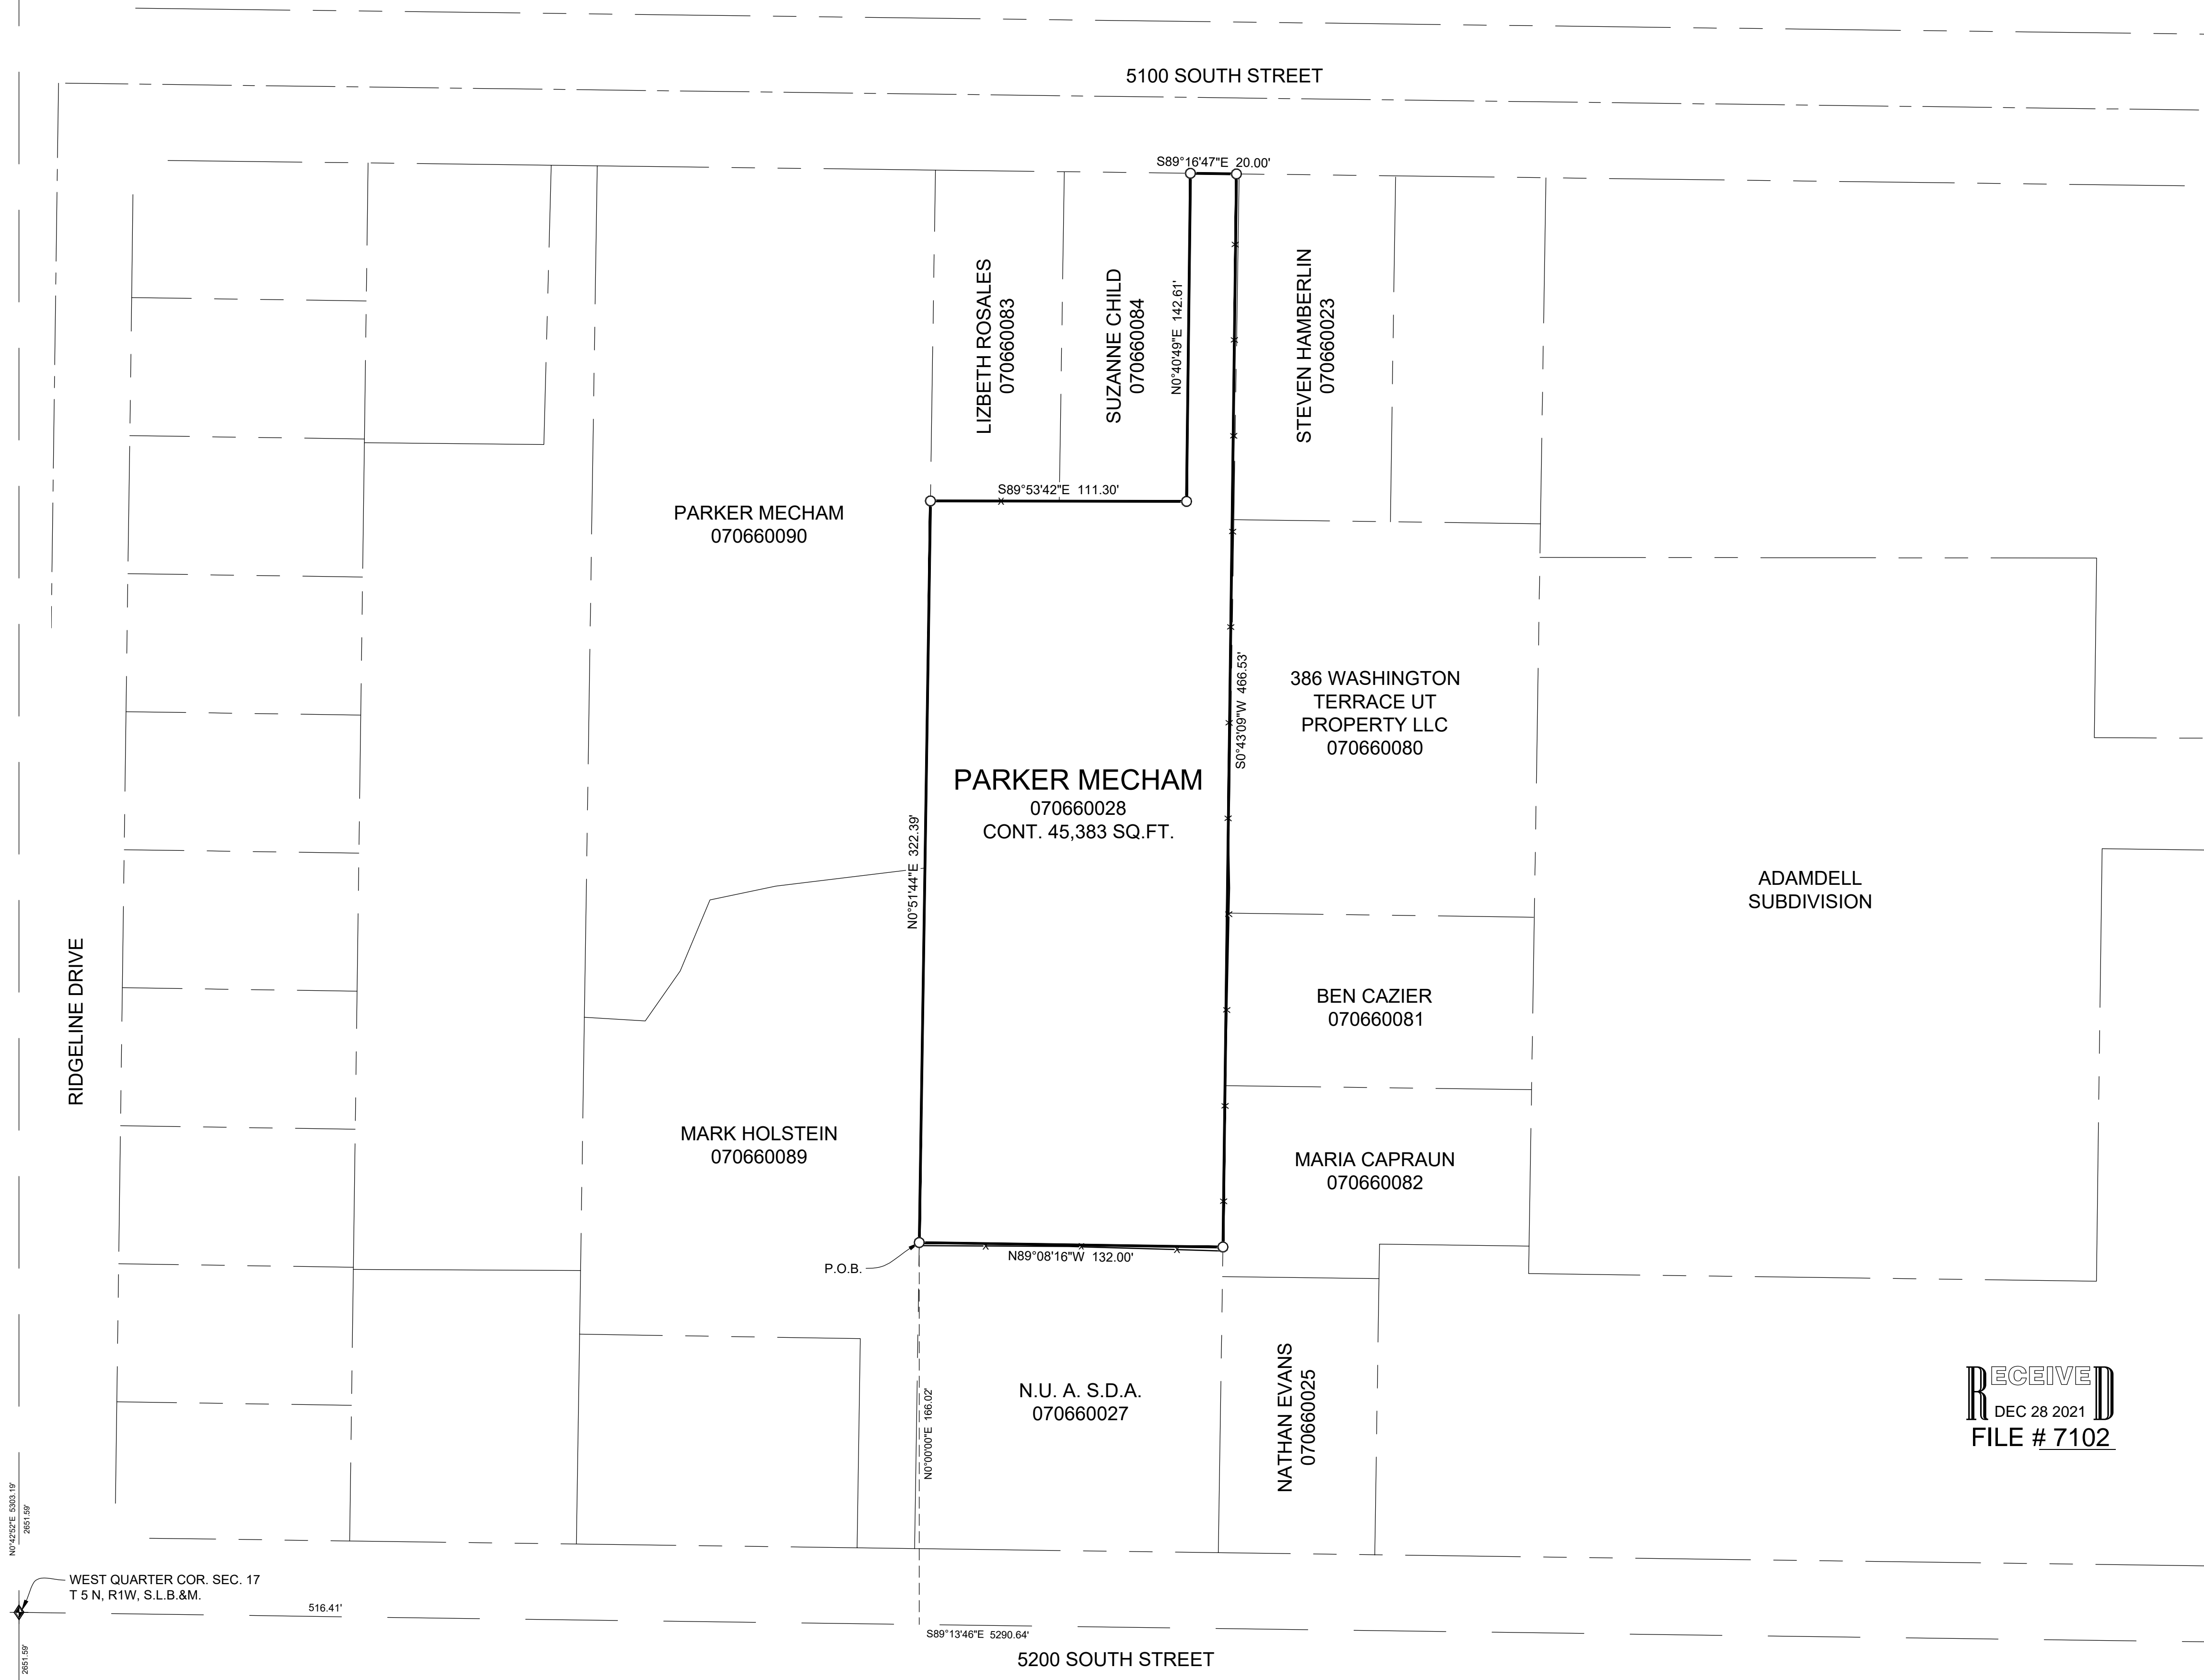 5100 SOUTH STREET
S89°16'47"E 20.00'
LIZBETH ROSALES
070660083
SUZANNE CHILD
070660084
N0°40'49"E 142.61'
STEVEN HAMBERLIN
070660023
S89°53'42"E 111.30'
PARKER MECHAM
070660090
386 WASHINGTON
TERRACE UT
PROPERTY LLC
070660080
S0°43'09"W 466.53'
PARKER MECHAM
070660028
CONT. 45,383 SQ.FT.
N0°51'44"E 322.39'
ADAMDELL
SUBDIVISION
RIDGELINE DRIVE
BEN CAZIER
070660081
MARK HOLSTEIN
070660089
MARIA CAPRAUN
070660082
N89°08'16"W 132.00'
P.O.B.
N.U. A. S.D.A.
070660027
N0°00'00"E 166.02'
NATHAN EVANS
070660025
RECEIVED
DEC 28 2021
FILE # 7102
N0°42'52"E 5303.19'
2651.59'
WEST QUARTER COR. SEC. 17
T 5 N, R1W, S.L.B.&M.
516.41'
S89°13'46"E 5290.64'
2651.59'
5200 SOUTH STREET